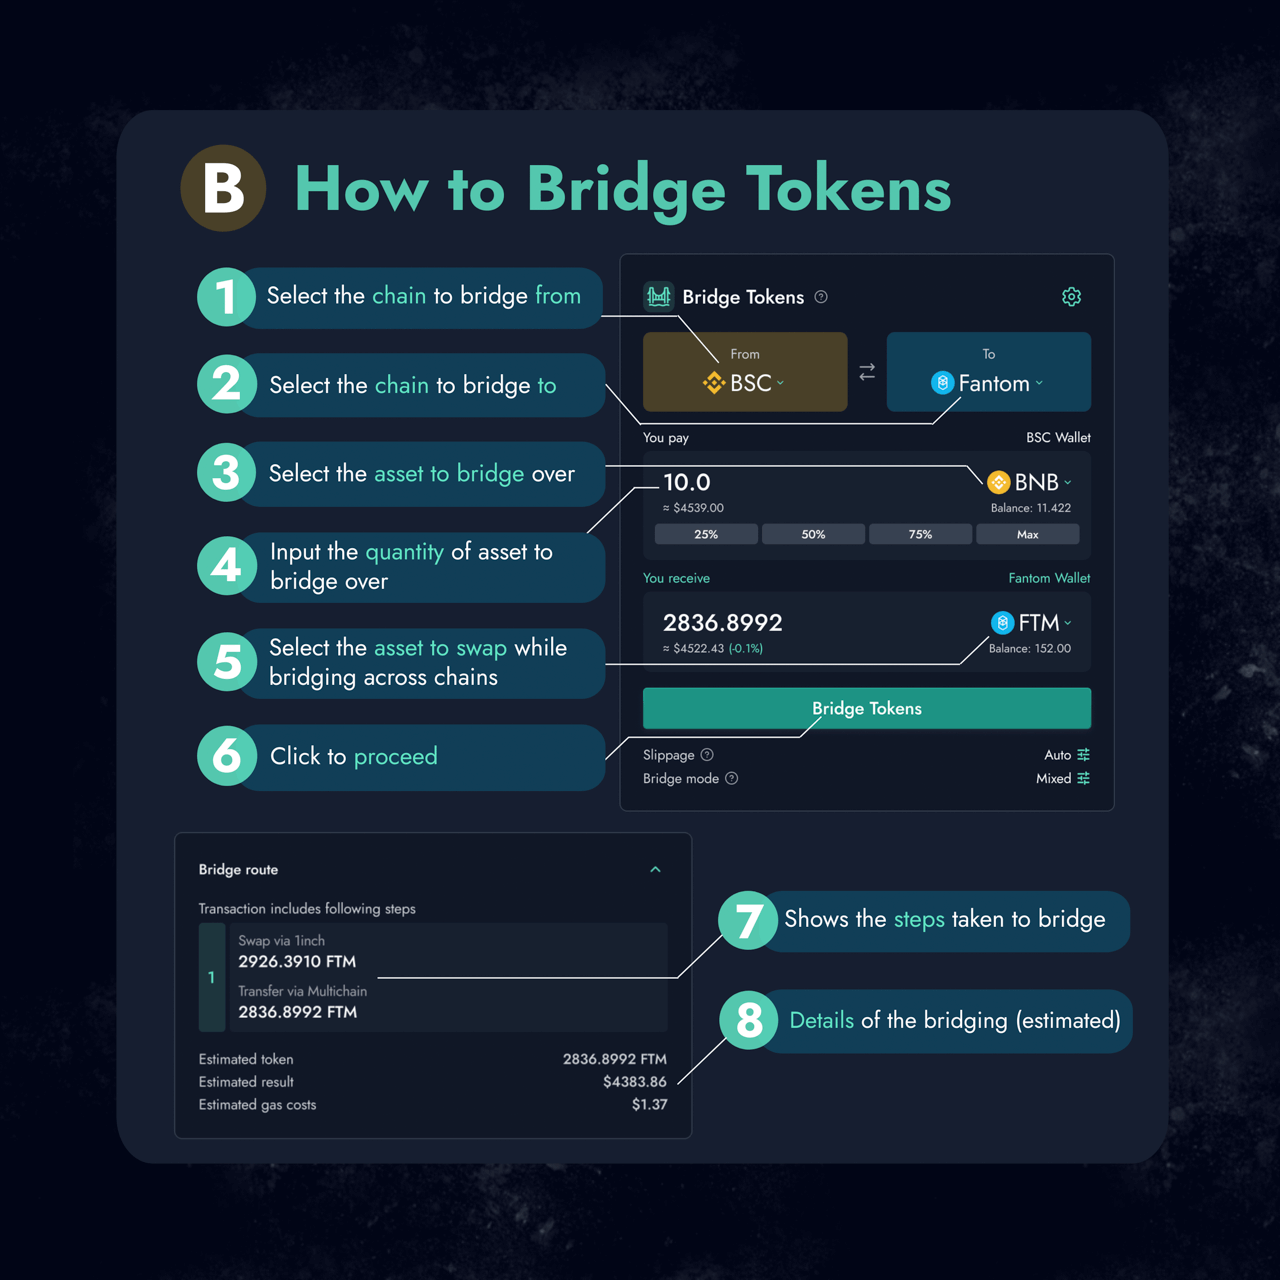 B How to Bridge Tokens
1 Select the chain to bridge from
2 Select the chain to bridge to
3 Select the asset to bridge over
4 Input the quantity of asset to
bridge over
5 Select the asset to swap while
bridging across chains
6 Click to proceed
Bridge Tokens ?
From
BSC
To
Fantom
You pay BSC Wallet
10.0 BNB
≈ $4539.00 Balance: 11.422
25% 50% 75% Max
You receive Fantom Wallet
2836.8992 FTM
≈ $4522.43 (-0.1%) Balance: 152.00
Bridge Tokens
Slippage ? Auto
Bridge mode ? Mixed
Bridge route
Transaction includes following steps
1
Swap via 1inch
2926.3910 FTM
Transfer via Multichain
2836.8992 FTM
Estimated token 2836.8992 FTM
Estimated result $4383.86
Estimated gas costs $1.37
7 Shows the steps taken to bridge
8 Details of the bridging (estimated)